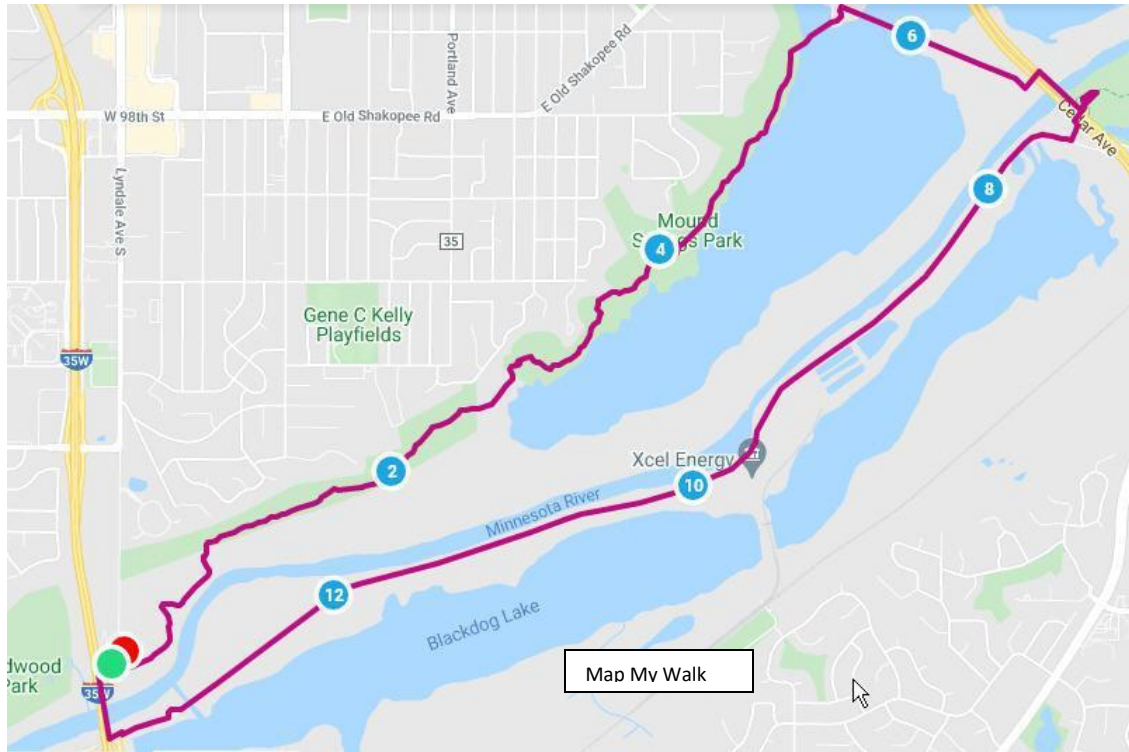 6
W 98th St
Portland Ave
E Old Shakopee Rd
E Old Shakopee Rd
Cedar Ave
Lyndale Ave S
8
Mound
Springs Park
4
35
Gene C Kelly
Playfields
35W
2
Xcel Energy
10
Minnesota River
12
Blackdog Lake
dwood
Park
35W
Map My Walk